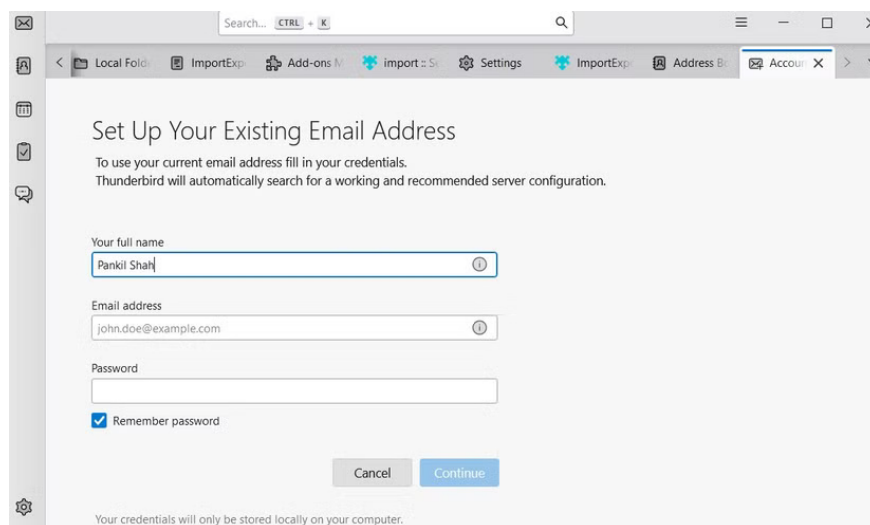 Search... CTRL + K
Local Fold
ImportExp
Add-ons M
import :: Se
Settings
ImportExp
Address B
Accoun
Set Up Your Existing Email Address
To use your current email address fill in your credentials.
Thunderbird will automatically search for a working and recommended server configuration.
Your full name
Pankil Shah
Email address
john.doe@example.com
Password
Remember password
Cancel
Continue
Your credentials will only be stored locally on your computer.